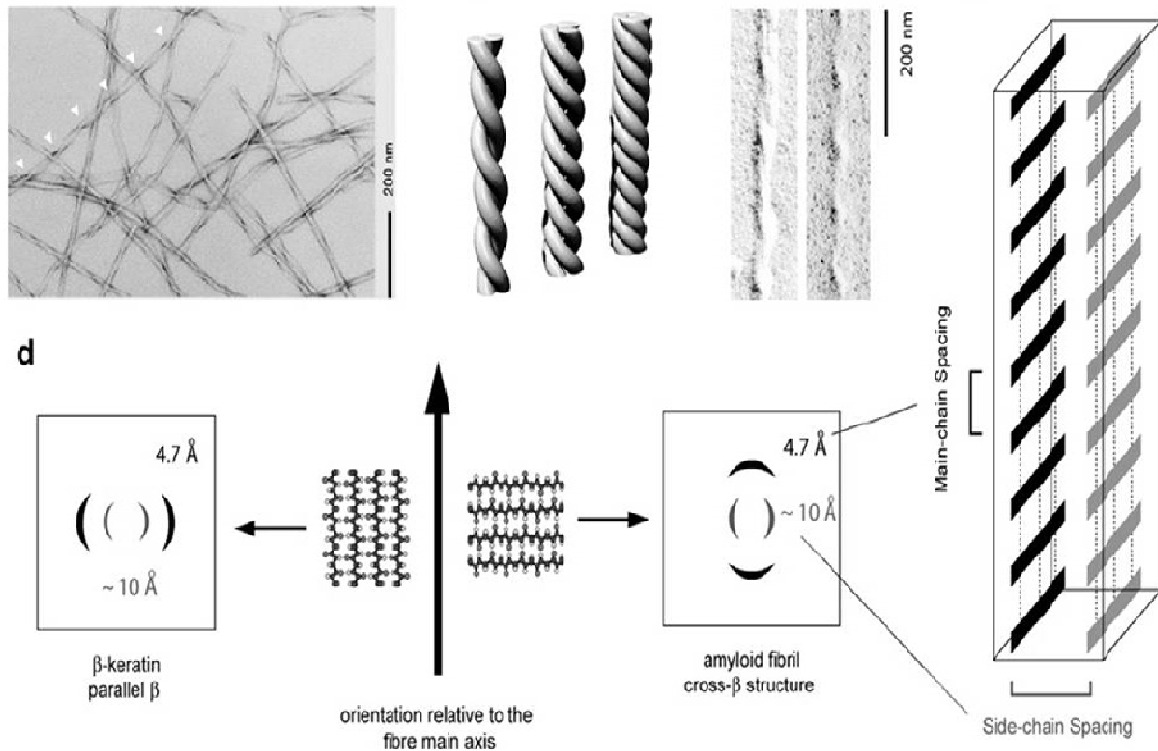 200 nm
200 nm
d
Main-chain Spacing
4.7 Å
~ 10 Å
4.7 Å
~ 10 Å
β-keratin
parallel β
orientation relative to the
fibre main axis
amyloid fibril
cross-β structure
Side-chain Spacing